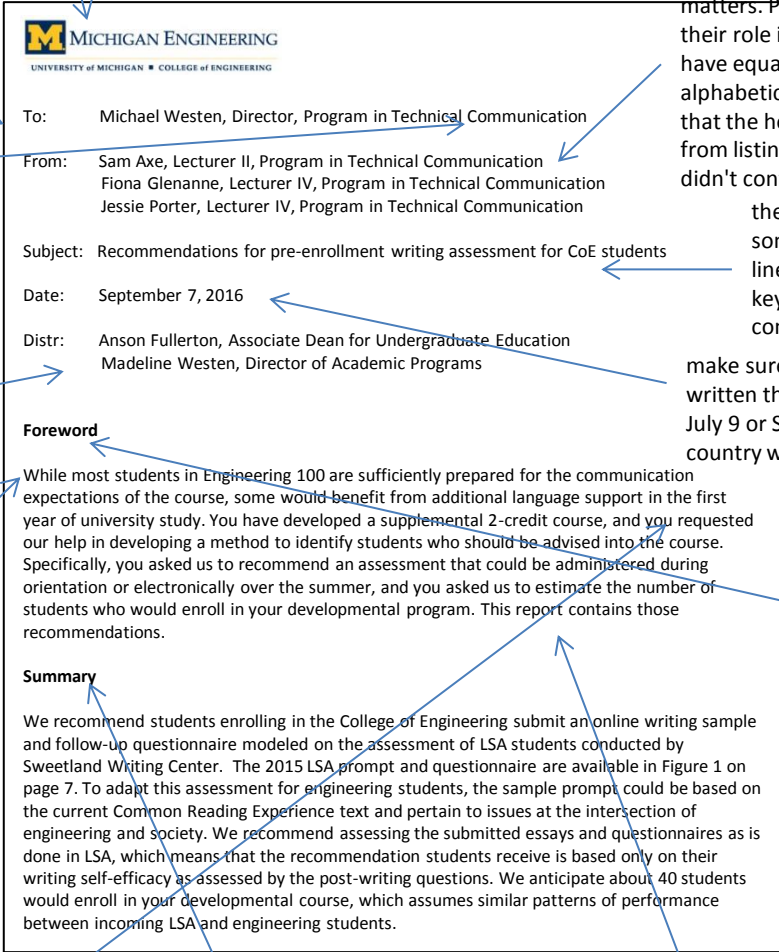 MICHIGAN ENGINEERING
UNIVERSITY of MICHIGAN ■ COLLEGE of ENGINEERING
To: Michael Westen, Director, Program in Technical Communication
From: Sam Axe, Lecturer II, Program in Technical Communication
Fiona Glenanne, Lecturer IV, Program in Technical Communication
Jessie Porter, Lecturer IV, Program in Technical Communication
Subject: Recommendations for pre-enrollment writing assessment for CoE students
Date: September 7, 2016
Distr: Anson Fullerton, Associate Dean for Undergraduate Education
Madeline Westen, Director of Academic Programs
Foreword
While most students in Engineering 100 are sufficiently prepared for the communication
expectations of the course, some would benefit from additional language support in the first
year of university study. You have developed a supplemental 2-credit course, and you requested
our help in developing a method to identify students who should be advised into the course.
Specifically, you asked us to recommend an assessment that could be administered during
orientation or electronically over the summer, and you asked us to estimate the number of
students who would enroll in your developmental program. This report contains those
recommendations.
Summary
We recommend students enrolling in the College of Engineering submit an online writing sample
and follow-up questionnaire modeled on the assessment of LSA students conducted by
Sweetland Writing Center. The 2015 LSA prompt and questionnaire are available in Figure 1 on
page 7. To adapt this assessment for engineering students, the sample prompt could be based on
the current Common Reading Experience text and pertain to issues at the intersection of
engineering and society. We recommend assessing the submitted essays and questionnaires as is
done in LSA, which means that the recommendation students receive is based only on their
writing self-efficacy as assessed by the post-writing questions. We anticipate about 40 students
would enroll in your developmental course, which assumes similar patterns of performance
between incoming LSA and engineering students.
matters. P
their role i
have equa
alphabetic
that the h
from listin
didn't con
the
so
line
key
co
make sure
written th
July 9 or S
country w